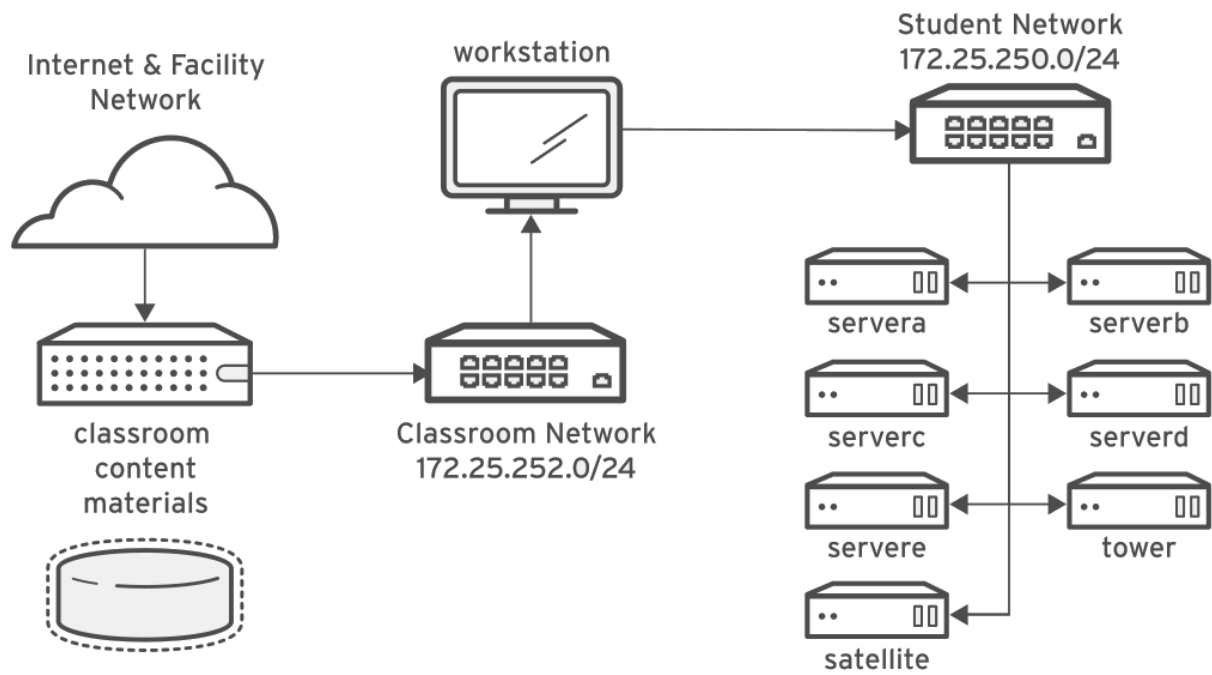 Internet & Facility
Network
workstation
Student Network
172.25.250.0/24
classroom
content
materials
Classroom Network
172.25.252.0/24
servera
serverb
serverc
serverd
servere
tower
satellite